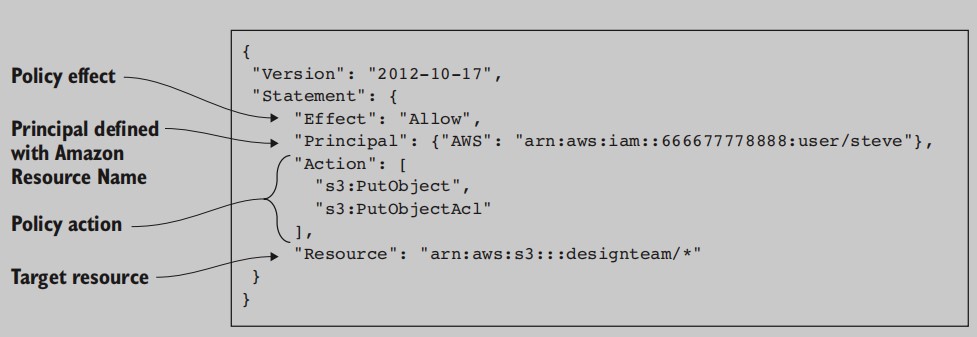 Policy effect
Principal defined
with Amazon
Resource Name
Policy action
Target resource
{
"Version": "2012-10-17",
"Statement": {
"Effect": "Allow",
"Principal": {"AWS": "arn:aws:iam::666677778888:user/steve"},
"Action": [
"s3:PutObject",
"s3:PutObjectAcl"
],
"Resource": "arn:aws:s3:::designteam/*"
}
}